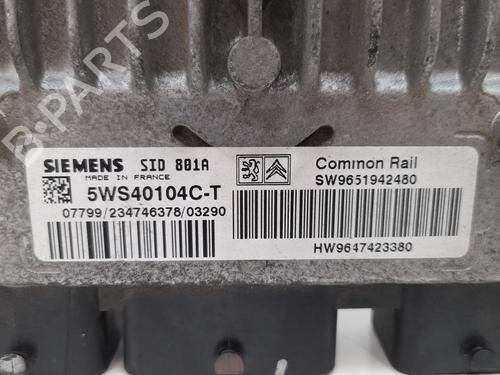 B-PARTS
SIEMENS SID 801A
MADE IN FRANCE
5WS40104C-T
07799/234746378/03290
Common Rail
SW9651942480
HW9647423380